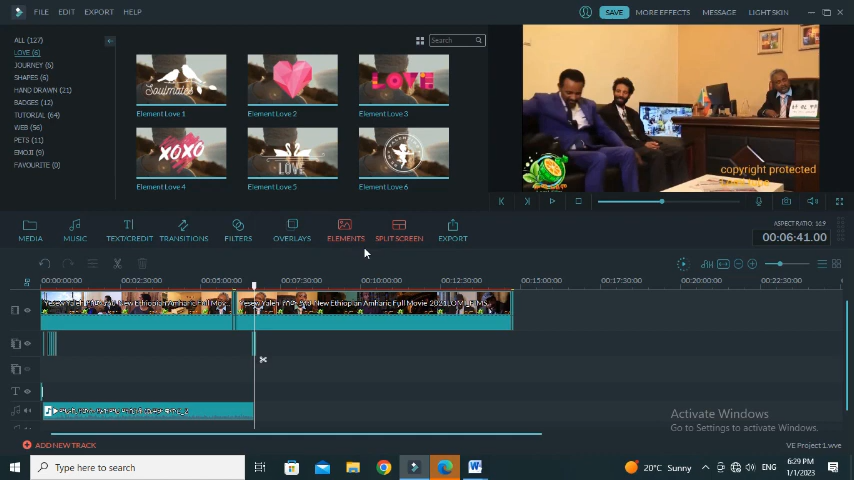 FILE EDIT EXPORT HELP
SAVE MORE EFFECTS MESSAGE LIGHT SKIN
ALL (127)
LOVE (6)
JOURNEY (5)
SHAPES (6)
HAND DRAWN (21)
BADGES (12)
TUTORIAL (64)
WEB (56)
PETS (11)
EMOJI (9)
FAVOURITE (0)
Search
Soulmates
LOVE
Element Love 1 Element Love 2 Element Love 3
XOXO
LOVE
Element Love 4 Element Love 5 Element Love 6
copyright protected
MEDIA MUSIC TEXT/CREDIT TRANSITIONS FILTERS OVERLAYS ELEMENTS SPLIT SCREEN EXPORT
ASPECT RATIO: 16:9
00:06:41.00
00:00:00:00 00:02:30:00 00:05:00:00 00:07:30:00 00:10:00:00 00:12:30:00 00:15:00:00 00:17:30:00 00:20:00:00 00:22:30:00
New Ethiopian Amharic Full Movie
New Ethiopian Amharic Full Movie 2021
Activate Windows
Go to Settings to activate Windows.
ADD NEW TRACK
VE Project 1.wve
Type here to search
20°C Sunny
ENG
6:29 PM
1/1/2023